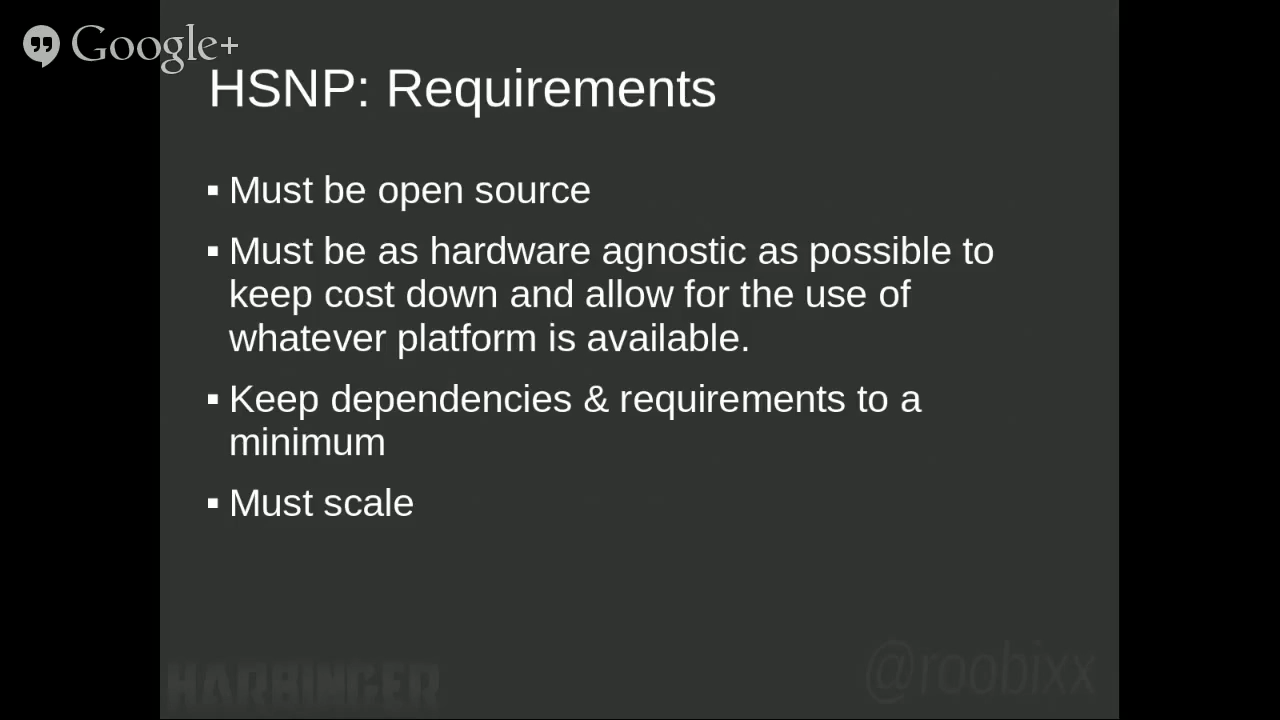 Google+
HSNP: Requirements
▪ Must be open source
▪ Must be as hardware agnostic as possible to
keep cost down and allow for the use of
whatever platform is available.
▪ Keep dependencies & requirements to a
minimum
▪ Must scale
HARBINGER
@roobixx